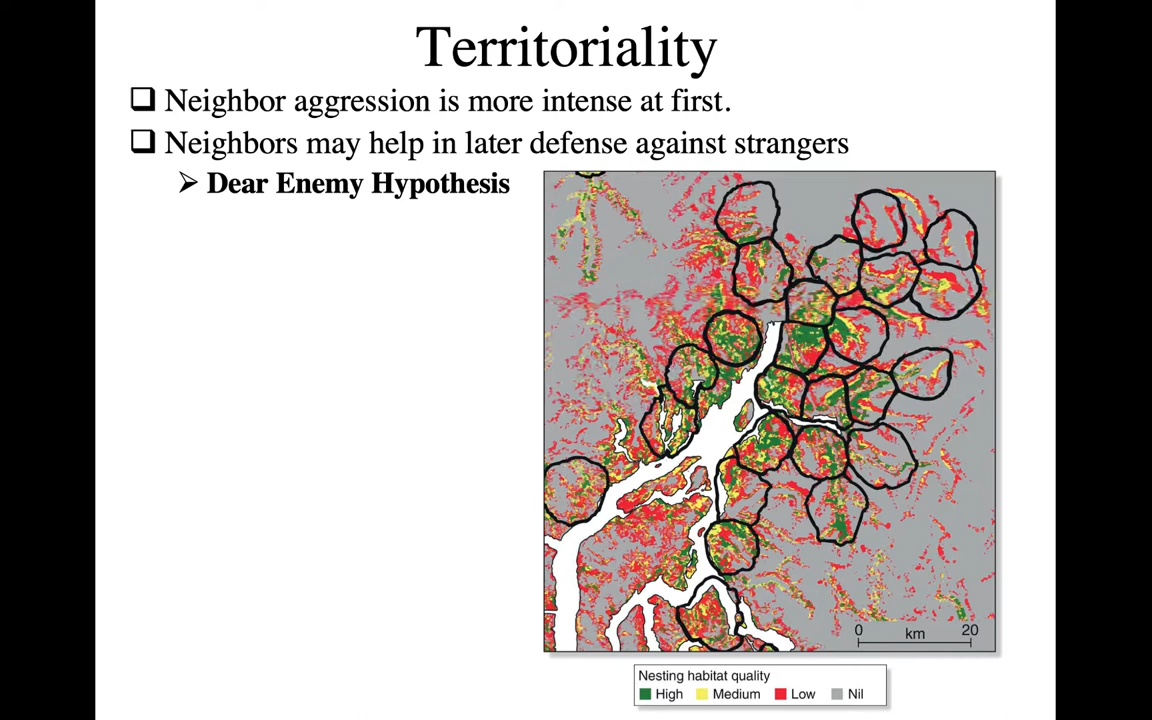 Territoriality
Neighbor aggression is more intense at first.
Neighbors may help in later defense against strangers
Dear Enemy Hypothesis
0 km 20
Nesting habitat quality
High Medium Low Nil